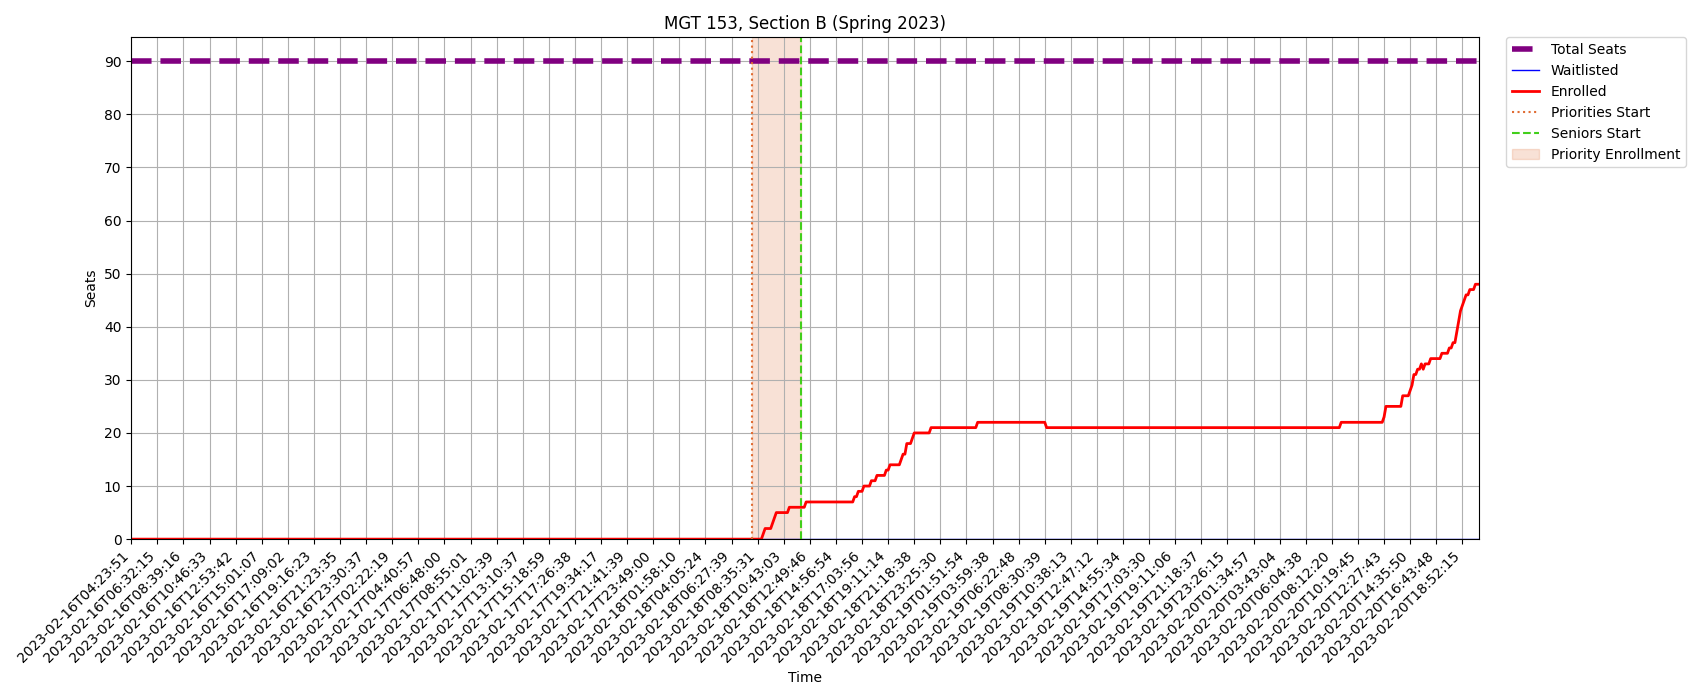 MGT 153, Section B (Spring 2023)
Total Seats
Waitlisted
Enrolled
Priorities Start
Seniors Start
Priority Enrollment
Seats
90
80
70
60
50
40
30
20
10
0
2023-02-16T04:23:51
2023-02-16T06:32:15
2023-02-16T08:39:16
2023-02-16T10:46:33
2023-02-16T12:53:42
2023-02-16T15:01:07
2023-02-16T17:09:02
2023-02-16T19:16:23
2023-02-16T21:23:35
2023-02-16T23:30:37
2023-02-17T02:22:19
2023-02-17T04:40:57
2023-02-17T06:48:00
2023-02-17T08:55:01
2023-02-17T11:02:39
2023-02-17T13:10:37
2023-02-17T15:18:59
2023-02-17T17:26:38
2023-02-17T19:34:17
2023-02-17T21:41:39
2023-02-17T23:49:00
2023-02-18T01:58:10
2023-02-18T04:05:24
2023-02-18T06:27:39
2023-02-18T08:35:31
2023-02-18T10:43:03
2023-02-18T12:49:46
2023-02-18T14:56:54
2023-02-18T17:03:56
2023-02-18T19:11:14
2023-02-18T21:18:38
2023-02-18T23:25:30
2023-02-19T01:51:54
2023-02-19T03:59:38
2023-02-19T06:22:48
2023-02-19T08:30:39
2023-02-19T10:38:13
2023-02-19T12:47:12
2023-02-19T14:55:34
2023-02-19T17:03:30
2023-02-19T19:11:06
2023-02-19T21:18:37
2023-02-19T23:26:15
2023-02-20T01:34:57
2023-02-20T03:43:04
2023-02-20T06:04:38
2023-02-20T08:12:20
2023-02-20T10:19:45
2023-02-20T12:27:43
2023-02-20T14:35:50
2023-02-20T16:43:48
2023-02-20T18:52:15
Time